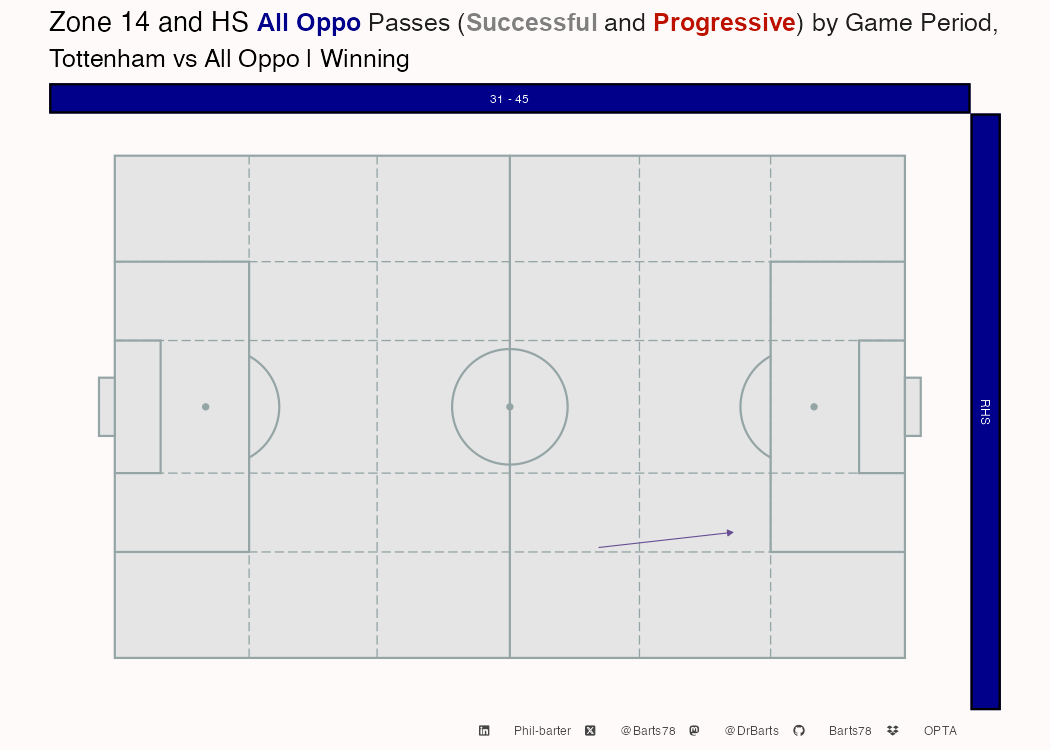 Zone 14 and HS All Oppo Passes (Successful and Progressive) by Game Period,
Tottenham vs All Oppo | Winning
31 - 45
RHS
Phil-barter @Barts78 @DrBarts Barts78 OPTA